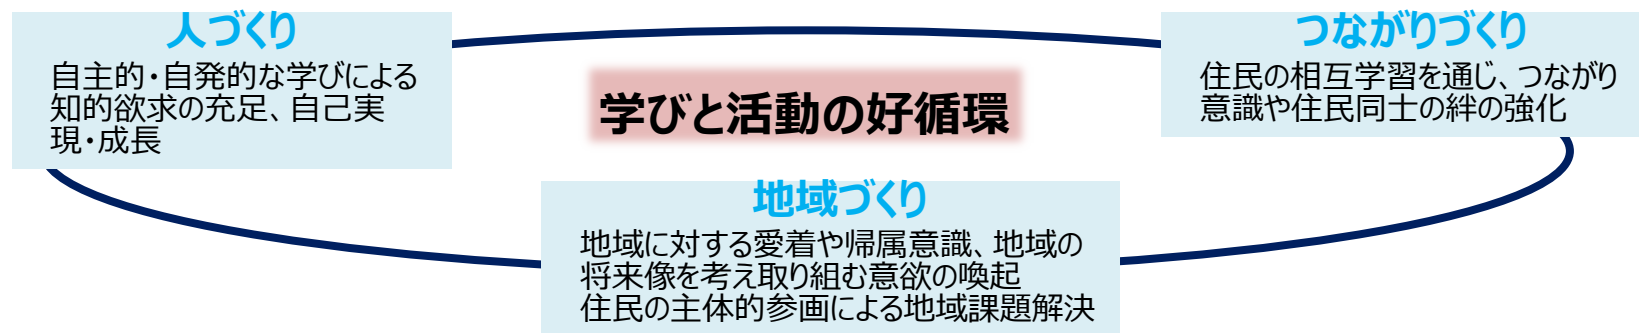 人づくり
自主的・自発的な学びによる
知的欲求の充足、自己実
現・成長
学びと活動の好循環
つながりづくり
住民の相互学習を通じ、つながり
意識や住民同士の絆の強化
地域づくり
地域に対する愛着や帰属意識、地域の
将来像を考え取り組む意欲の喚起
住民の主体的参画による地域課題解決